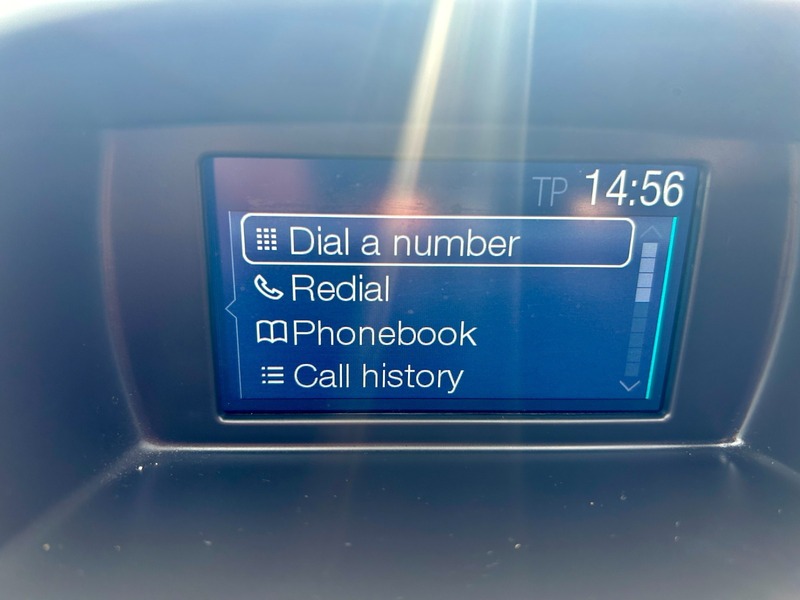 TP 14:56
Dial a number
Redial
Phonebook
Call history